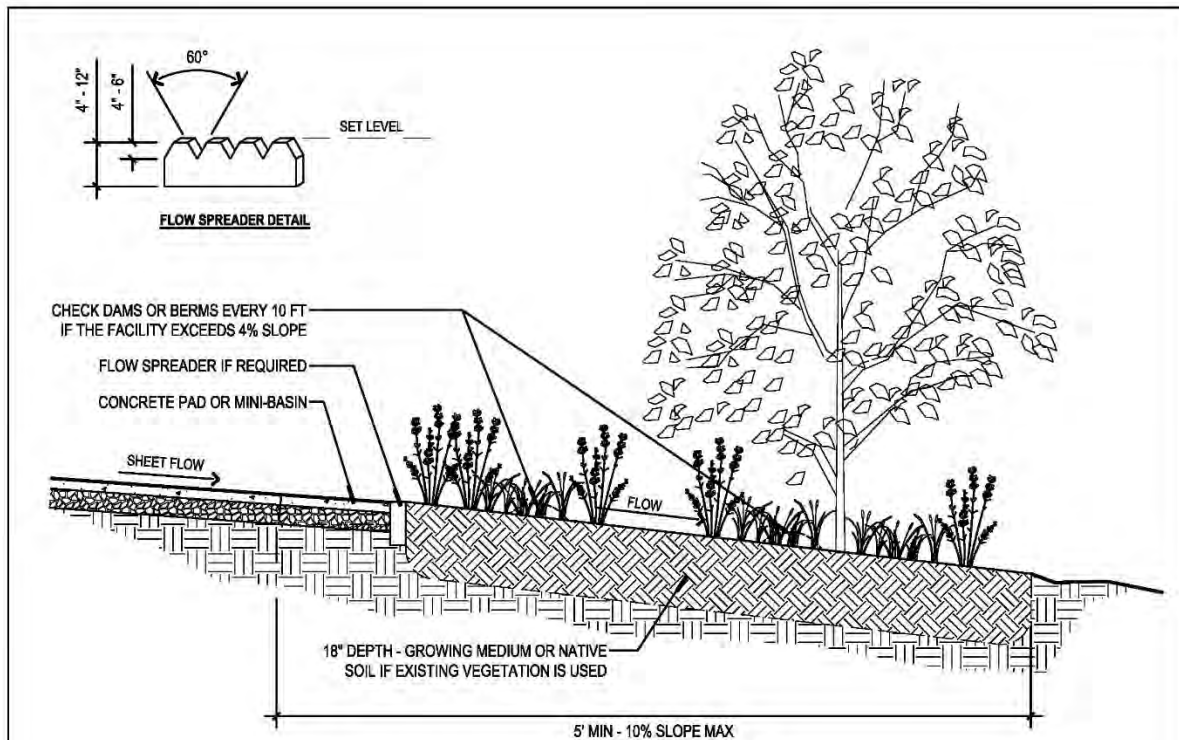 60°
4" - 12"
4" - 6"
SET LEVEL
FLOW SPREADER DETAIL
CHECK DAMS OR BERMS EVERY 10 FT
IF THE FACILITY EXCEEDS 4% SLOPE
FLOW SPREADER IF REQUIRED
CONCRETE PAD OR MINI-BASIN
SHEET FLOW
FLOW
18" DEPTH - GROWING MEDIUM OR NATIVE
SOIL IF EXISTING VEGETATION IS USED
5' MIN - 10% SLOPE MAX